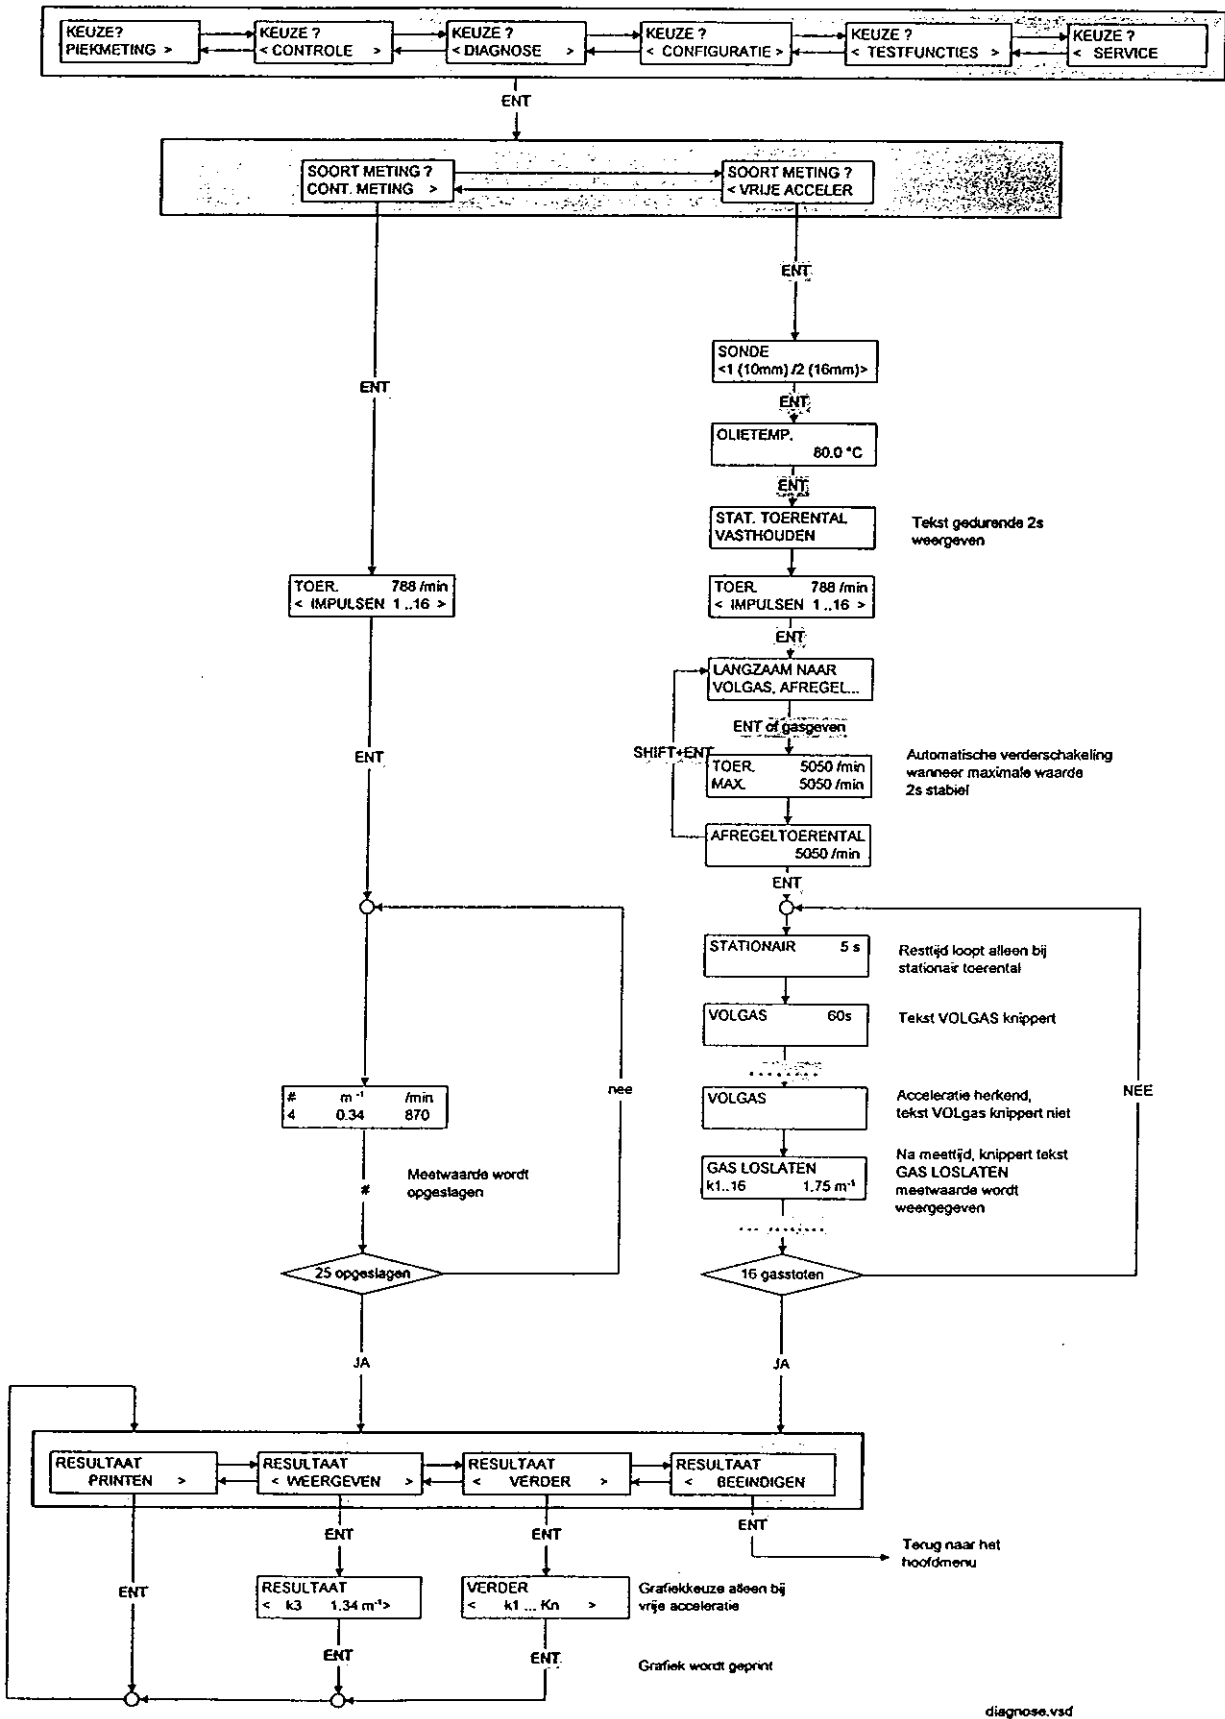 KEUZE?
PIEKMETING >
KEUZE ?
< CONTROLE >
KEUZE ?
< DIAGNOSE >
KEUZE ?
< CONFIGURATIE >
KEUZE ?
< TESTFUNCTIES >
KEUZE ?
< SERVICE
ENT
SOORT METING ?
CONT. METING >
SOORT METING ?
< VRIJE ACCELER
ENT
ENT
SONDE
<1 (10mm) /2 (16mm)>
ENT
OLIETEMP.
80.0 °C
ENT
STAT. TOERENTAL
VASTHOUDEN
Tekst gedurende 2s
weergeven
TOER. 788 /min
< IMPULSEN 1 ..16 >
TOER. 788 /min
< IMPULSEN 1 ..16 >
ENT
LANGZAAM NAAR
VOLGAS, AFREGEL...
ENT of gasgeven
ENT
SHIFT+ENT
TOER. 5050 /min
MAX. 5050 /min
Automatische verderschakeling
wanneer maximale waarde
2s stabiel
AFREGELTOERENTAL
5050 /min
ENT
STATIONAIR 5 s
Resttijd loopt alleen bij
stationair toerental
VOLGAS 60s
Tekst VOLGAS knippert
nee
NEE
# m⁻¹ /min
4 0.34 870
VOLGAS
Acceleratie herkend,
tekst VOLgas knippert niet
GAS LOSLATEN
k1..16 1,75 m⁻¹
Na meettijd, knippert tekst
GAS LOSLATEN
meetwaarde wordt
weergegeven
#
Meetwaarde wordt
opgeslagen
25 opgeslagen
16 gasstoten
JA
JA
RESULTAAT
PRINTEN >
RESULTAAT
< WEERGEVEN >
RESULTAAT
< VERDER >
RESULTAAT
< BEEINDIGEN
ENT
ENT
ENT
Terug naar het
hoofdmenu
ENT
RESULTAAT
< k3 1.34 m⁻¹>
VERDER
< k1 ... Kn >
Grafiekkeuze alleen bij
vrije acceleratie
ENT
ENT
Grafiek wordt geprint
diagnose.vsd